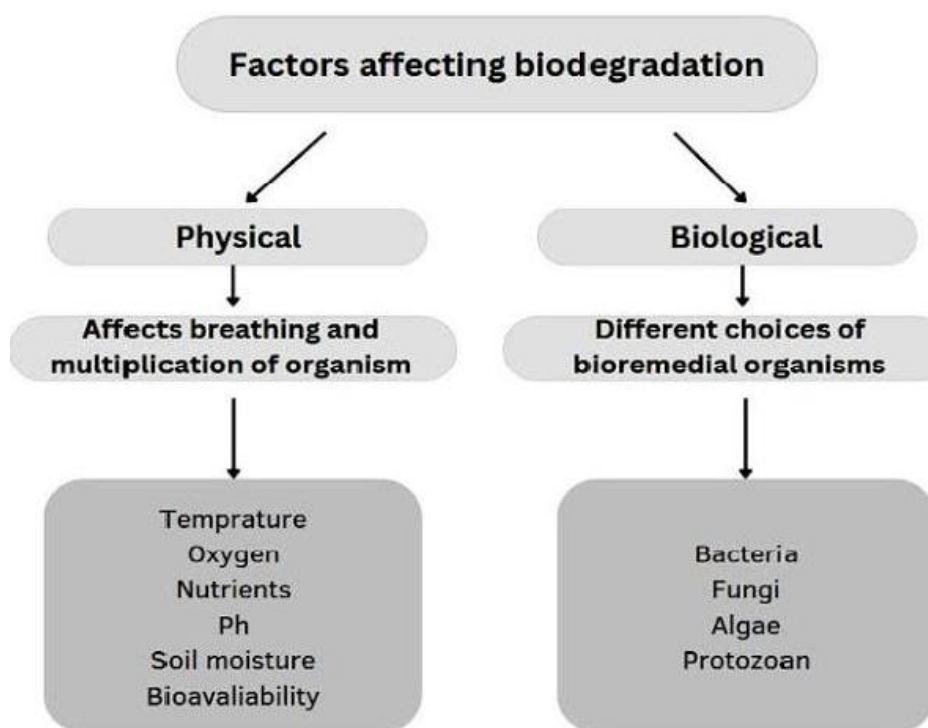 Factors affecting biodegradation
Physical
Biological
Affects breathing and
multiplication of organism
Different choices of
bioremedial organisms
Temprature
Oxygen
Nutrients
Ph
Soil moisture
Bioavaliability
Bacteria
Fungi
Algae
Protozoan